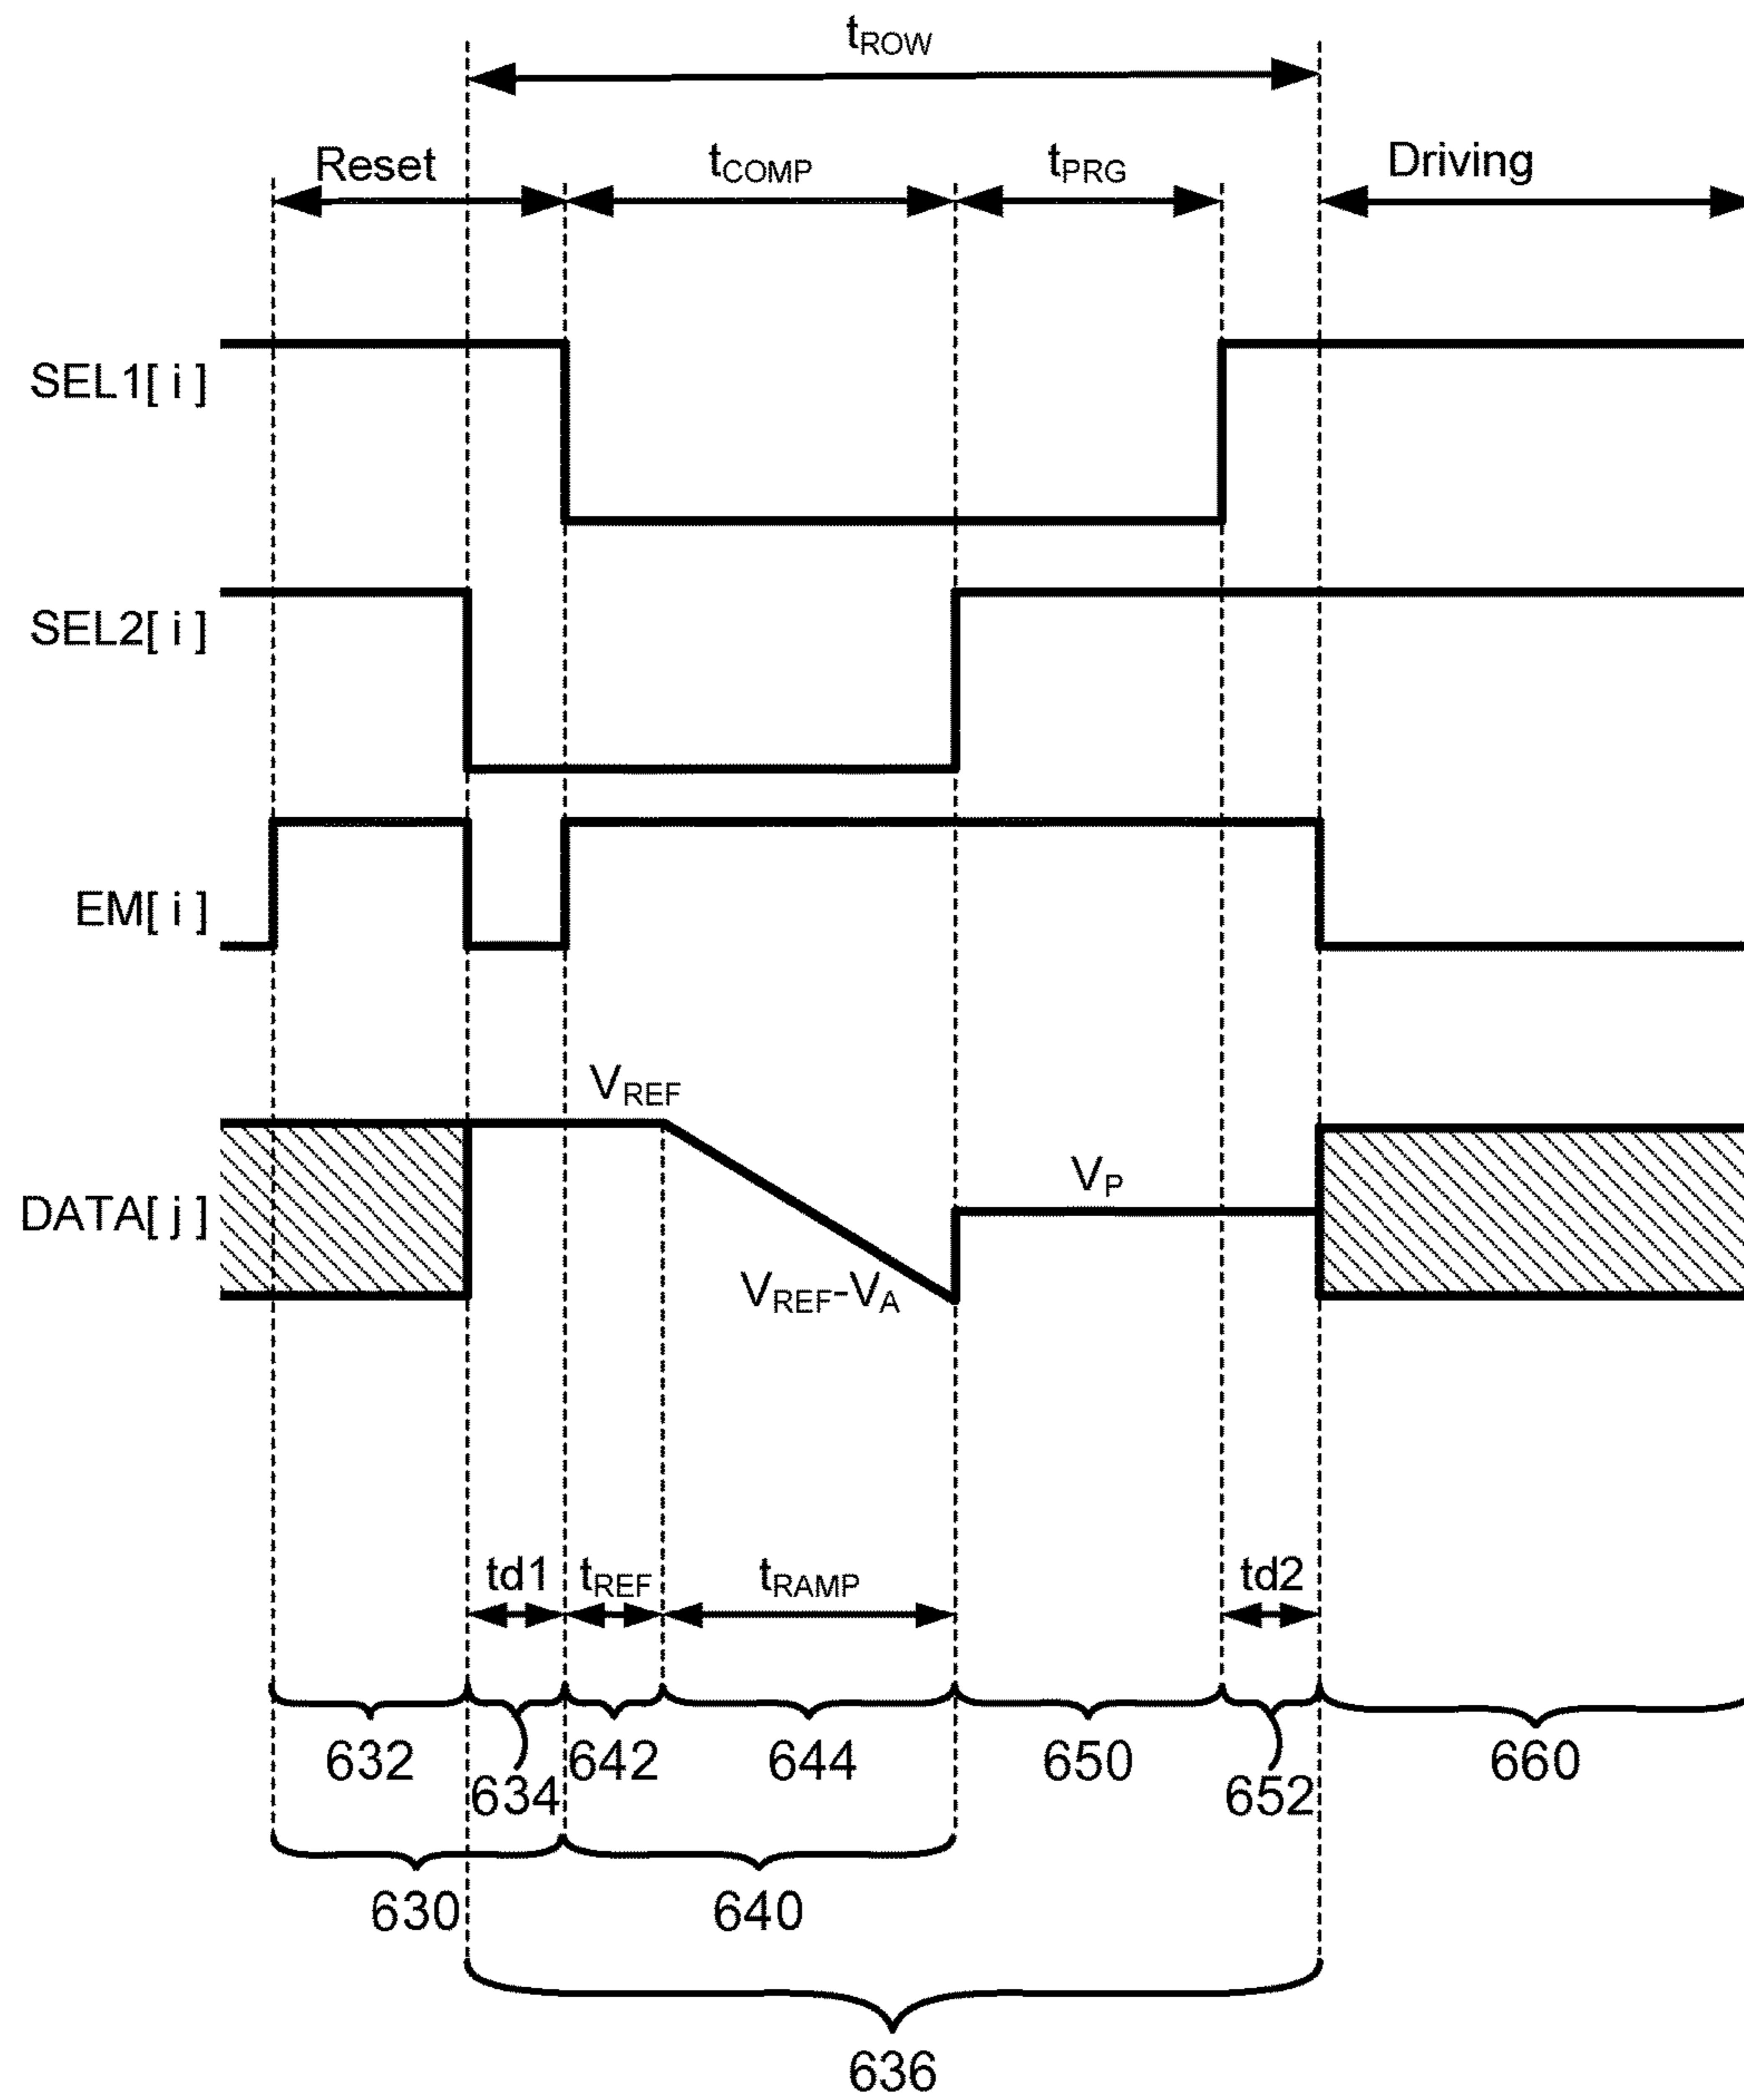 tROW
Reset tCOMP tPRG Driving
SEL1[ i ]
SEL2[ i ]
EM[ i ]
VREF
DATA[ j ]
VP
VREF-VA
td1 tREF tRAMP td2
632 634 642 644 650 652 660
630 640
636